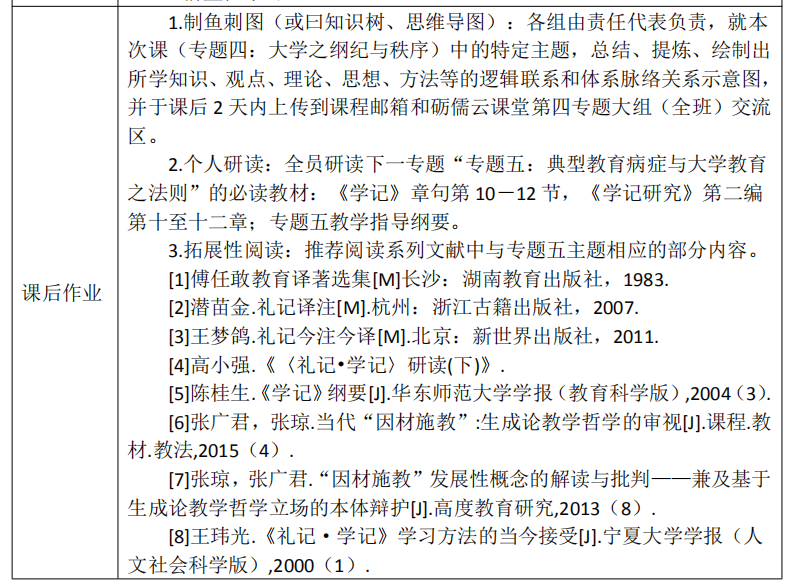 课后作业
1.制鱼刺图（或曰知识树、思维导图）：各组由责任代表负责，就本
次课（专题四：大学之纲纪与秩序）中的特定主题，总结、提炼、绘制出
所学知识、观点、理论、思想、方法等的逻辑联系和体系脉络关系示意图，
并于课后 2 天内上传到课程邮箱和砺儒云课堂第四专题大组（全班）交流
区。
2.个人研读：全员研读下一专题“专题五：典型教育病症与大学教育
之法则”的必读教材：《学记》章句第 10－12 节，《学记研究》第二编
第十至十二章；专题五教学指导纲要。
3.拓展性阅读：推荐阅读系列文献中与专题五主题相应的部分内容。
[1]傅任敢教育译著选集[M]长沙：湖南教育出版社，1983.
[2]潜苗金.礼记译注[M].杭州：浙江古籍出版社，2007.
[3]王梦鸽.礼记今注今译[M].北京：新世界出版社，2011.
[4]高小强.《〈礼记•学记〉研读(下)》.
[5]陈桂生.《学记》纲要[J].华东师范大学学报（教育科学版）,2004（3）.
[6]张广君，张琼.当代“因材施教”:生成论教学哲学的审视[J].课程.教
材.教法,2015（4）.
[7]张琼，张广君.“因材施教”发展性概念的解读与批判——兼及基于
生成论教学哲学立场的本体辩护[J].高度教育研究,2013（8）.
[8]王玮光.《礼记·学记》学习方法的当今接受[J].宁夏大学学报（人
文社会科学版）,2000（1）.